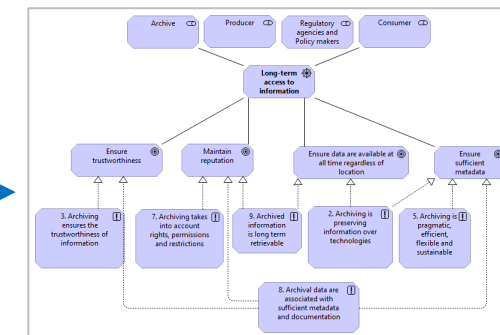 Archive
Producer
Regulatory
agencies and
Policy makers
Consumer
Long-term
access to
information
Ensure
trustworthiness
Maintain
reputation
Ensure data are available at
all time regardless of
location
Ensure
sufficient
metadata
3. Archiving
ensures the
trustworthiness of
information
7. Archiving takes
into account
rights, permissions
and restrictions
9. Archived
information
is long term
retrievable
2. Archiving is
preserving
information over
technologies
5. Archiving is
pragmatic,
efficient,
flexible and
sustainable
8. Archival data are
associated with
sufficient metadata
and documentation